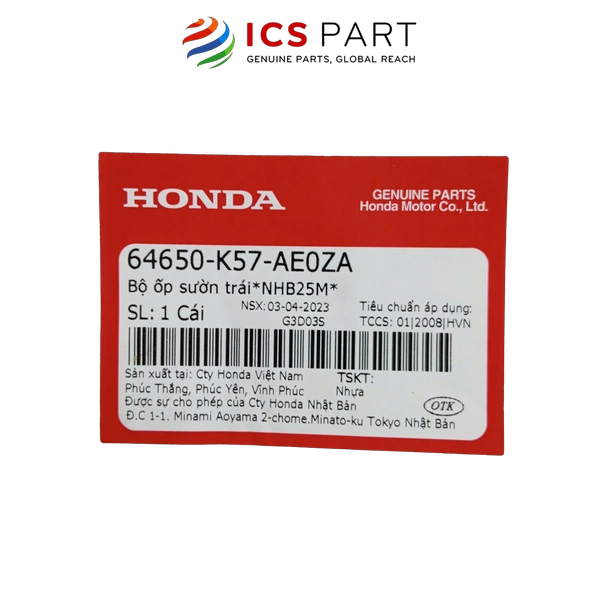 ICS PART
GENUINE PARTS, GLOBAL REACH
HONDA
GENUINE PARTS
Honda Motor Co., Ltd.
64650-K57-AE0ZA
Bộ ốp sườn trái*NHB25M*
SL: 1 Cái
NSX: 03-04-2023
G3D03S
Tiêu chuẩn áp dụng:
TCCS: 01|2008|HVN
Sản xuất tại: Cty Honda Việt Nam
Phúc Thắng, Phúc Yên, Vĩnh Phúc
TSKT:
Nhựa
Được sự cho phép của Cty Honda Nhật Bản
Đ.C 1-1. Minami Aoyama 2-chome.Minato-ku Tokyo Nhật Bản
OTK